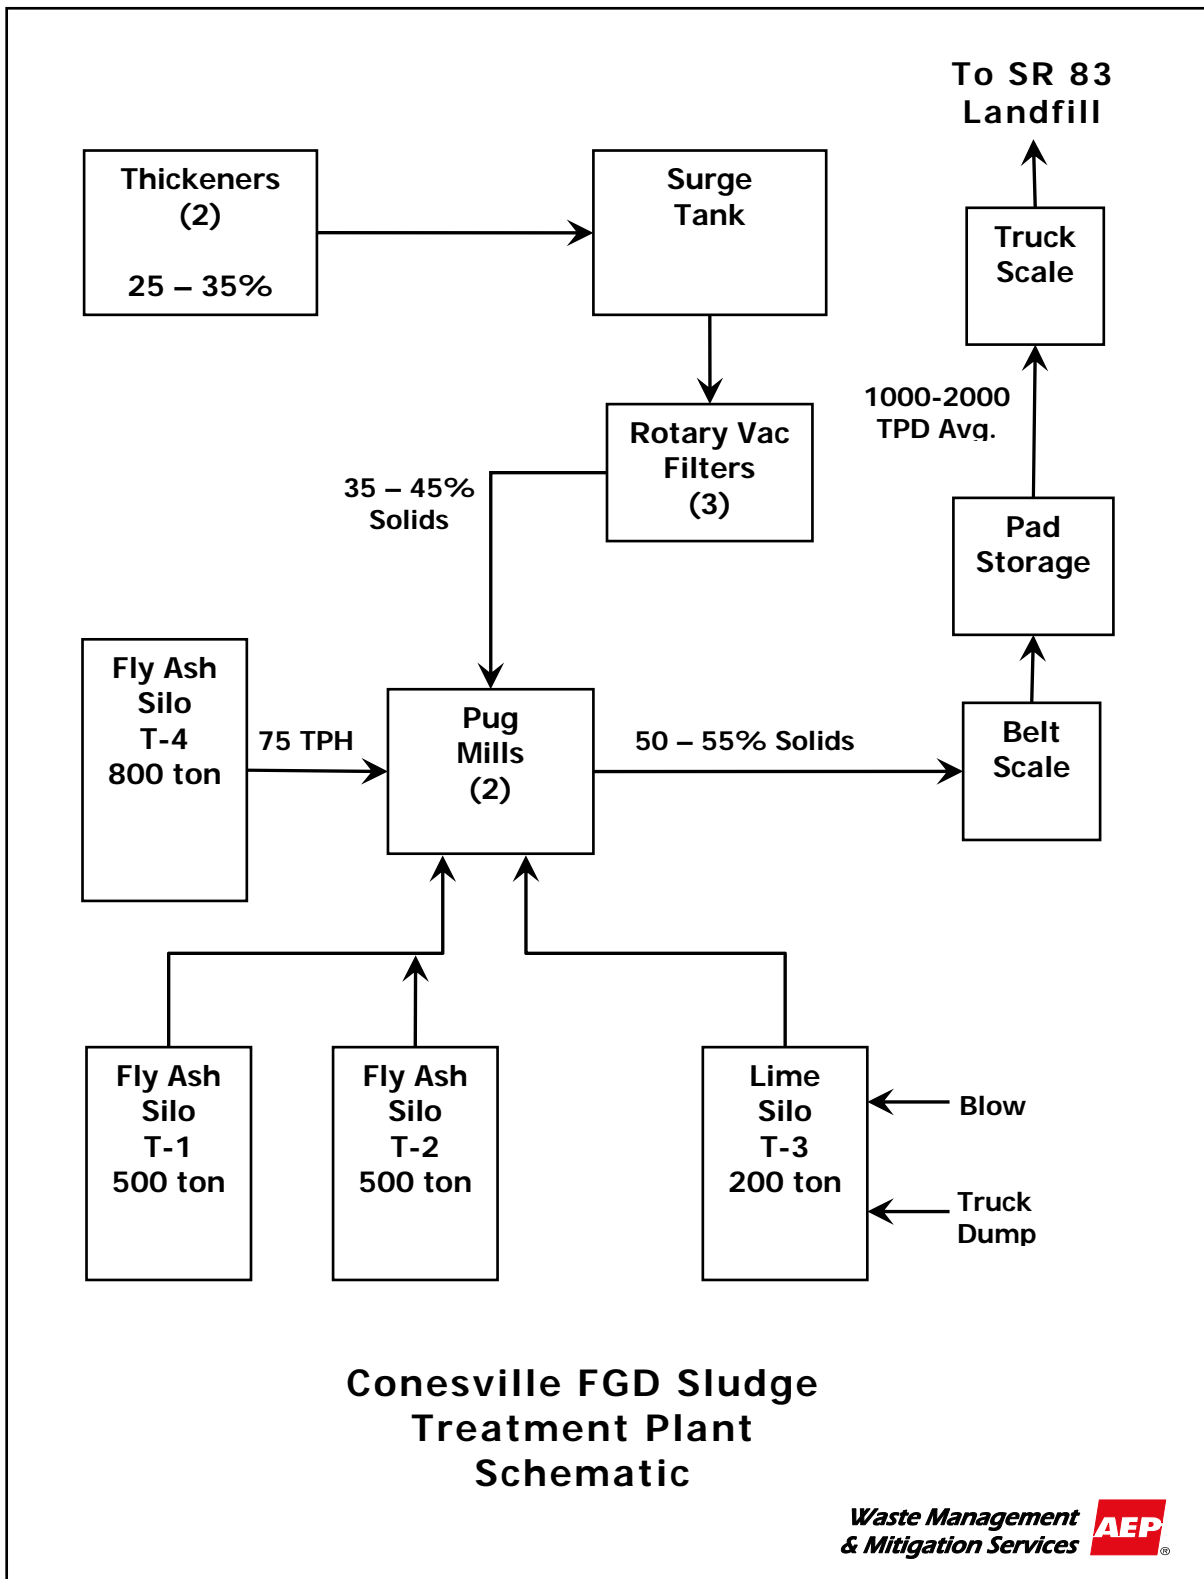 To SR 83
Landfill
Thickeners
(2)
25 – 35%
Surge
Tank
Truck
Scale
1000-2000
TPD Avg.
Rotary Vac
Filters
(3)
35 – 45%
Solids
Pad
Storage
Fly Ash
Silo
T-4
800 ton
75 TPH
Pug
Mills
(2)
50 – 55% Solids
Belt
Scale
Fly Ash
Silo
T-1
500 ton
Fly Ash
Silo
T-2
500 ton
Lime
Silo
T-3
200 ton
Blow
Truck
Dump
Conesville FGD Sludge
Treatment Plant
Schematic
Waste Management
& Mitigation Services
AEP®